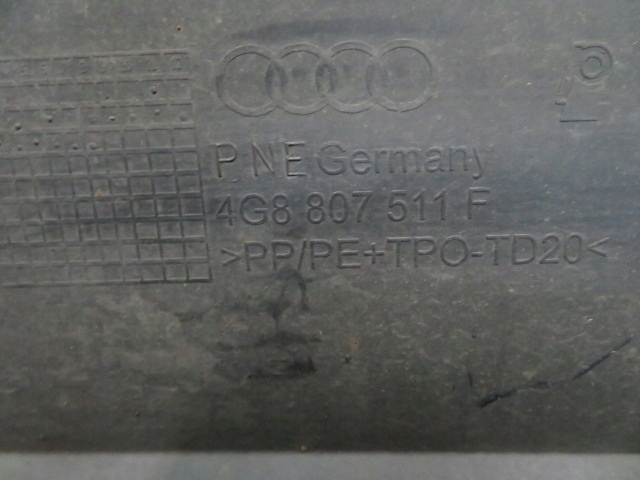 P N E Germany
4G8 807 511 F
>PP/PE+TPO-TD20<